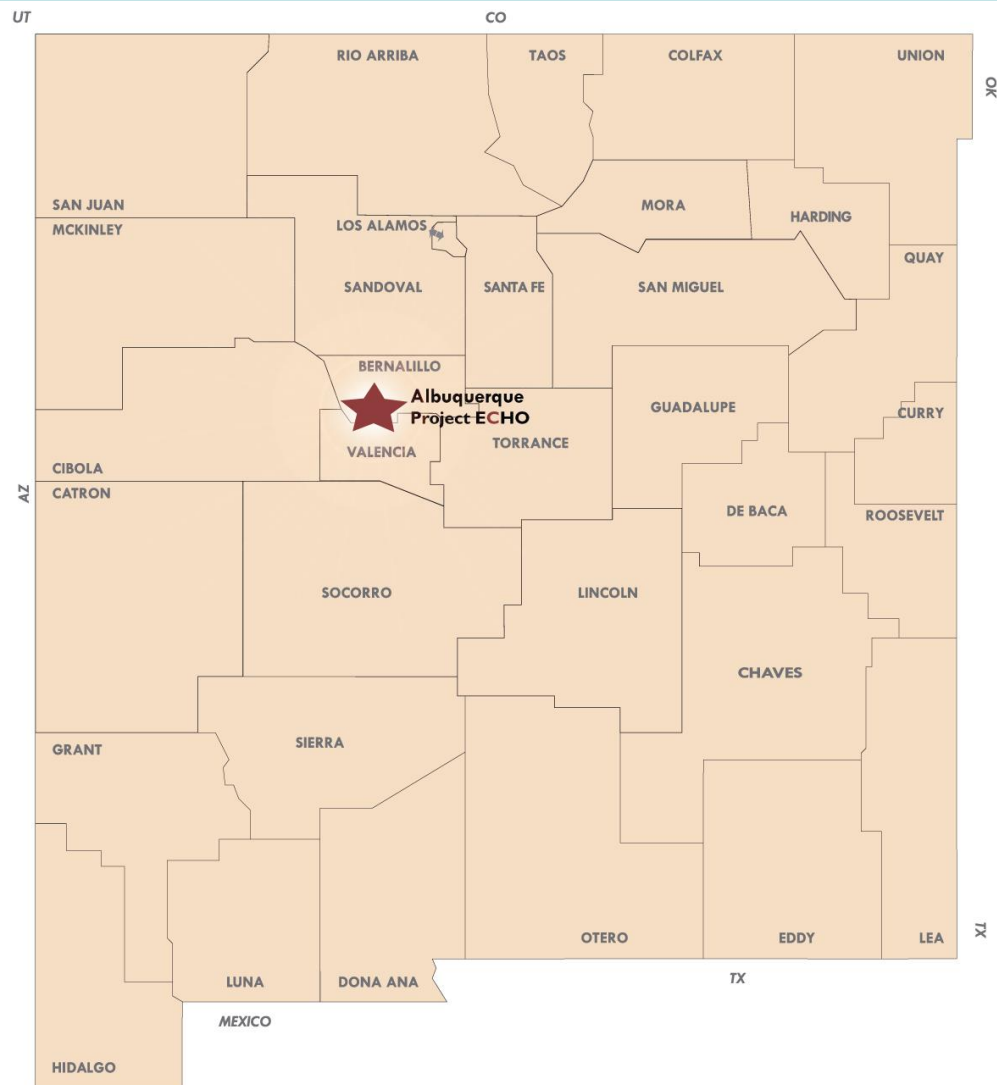 UT
CO
RIO ARRIBA
TAOS
COLFAX
UNION
OK
SAN JUAN
MCKINLEY
LOS ALAMOS
MORA
HARDING
QUAY
SANDOVAL
SANTA FE
SAN MIGUEL
BERNALILLO
Albuquerque
Project ECHO
GUADALUPE
CURRY
TORRANCE
VALENCIA
CIBOLA
CATRON
AZ
DE BACA
ROOSEVELT
SOCORRO
LINCOLN
CHAVES
SIERRA
GRANT
OTERO
EDDY
LEA
TX
LUNA
DONA ANA
TX
MEXICO
HIDALGO